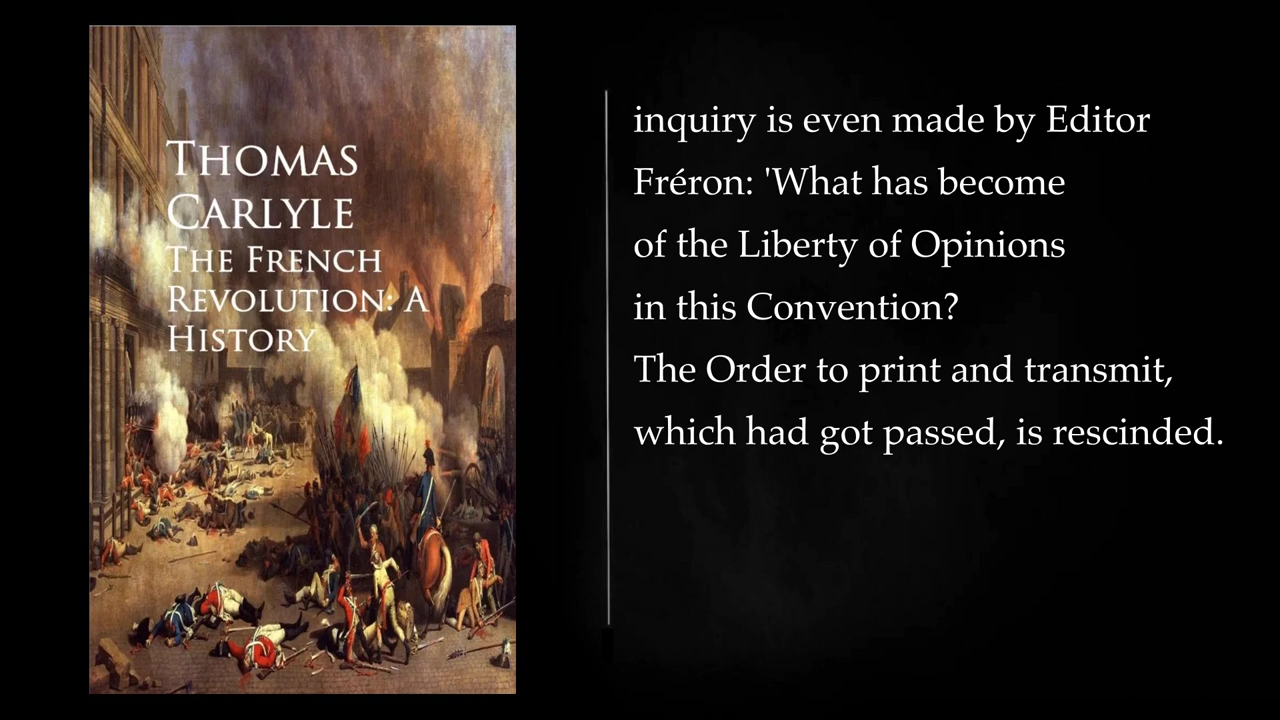 THOMAS
CARLYLE
THE FRENCH
REVOLUTION: A
HISTORY
inquiry is even made by Editor
Fréron: 'What has become
of the Liberty of Opinions
in this Convention?
The Order to print and transmit,
which had got passed, is rescinded.